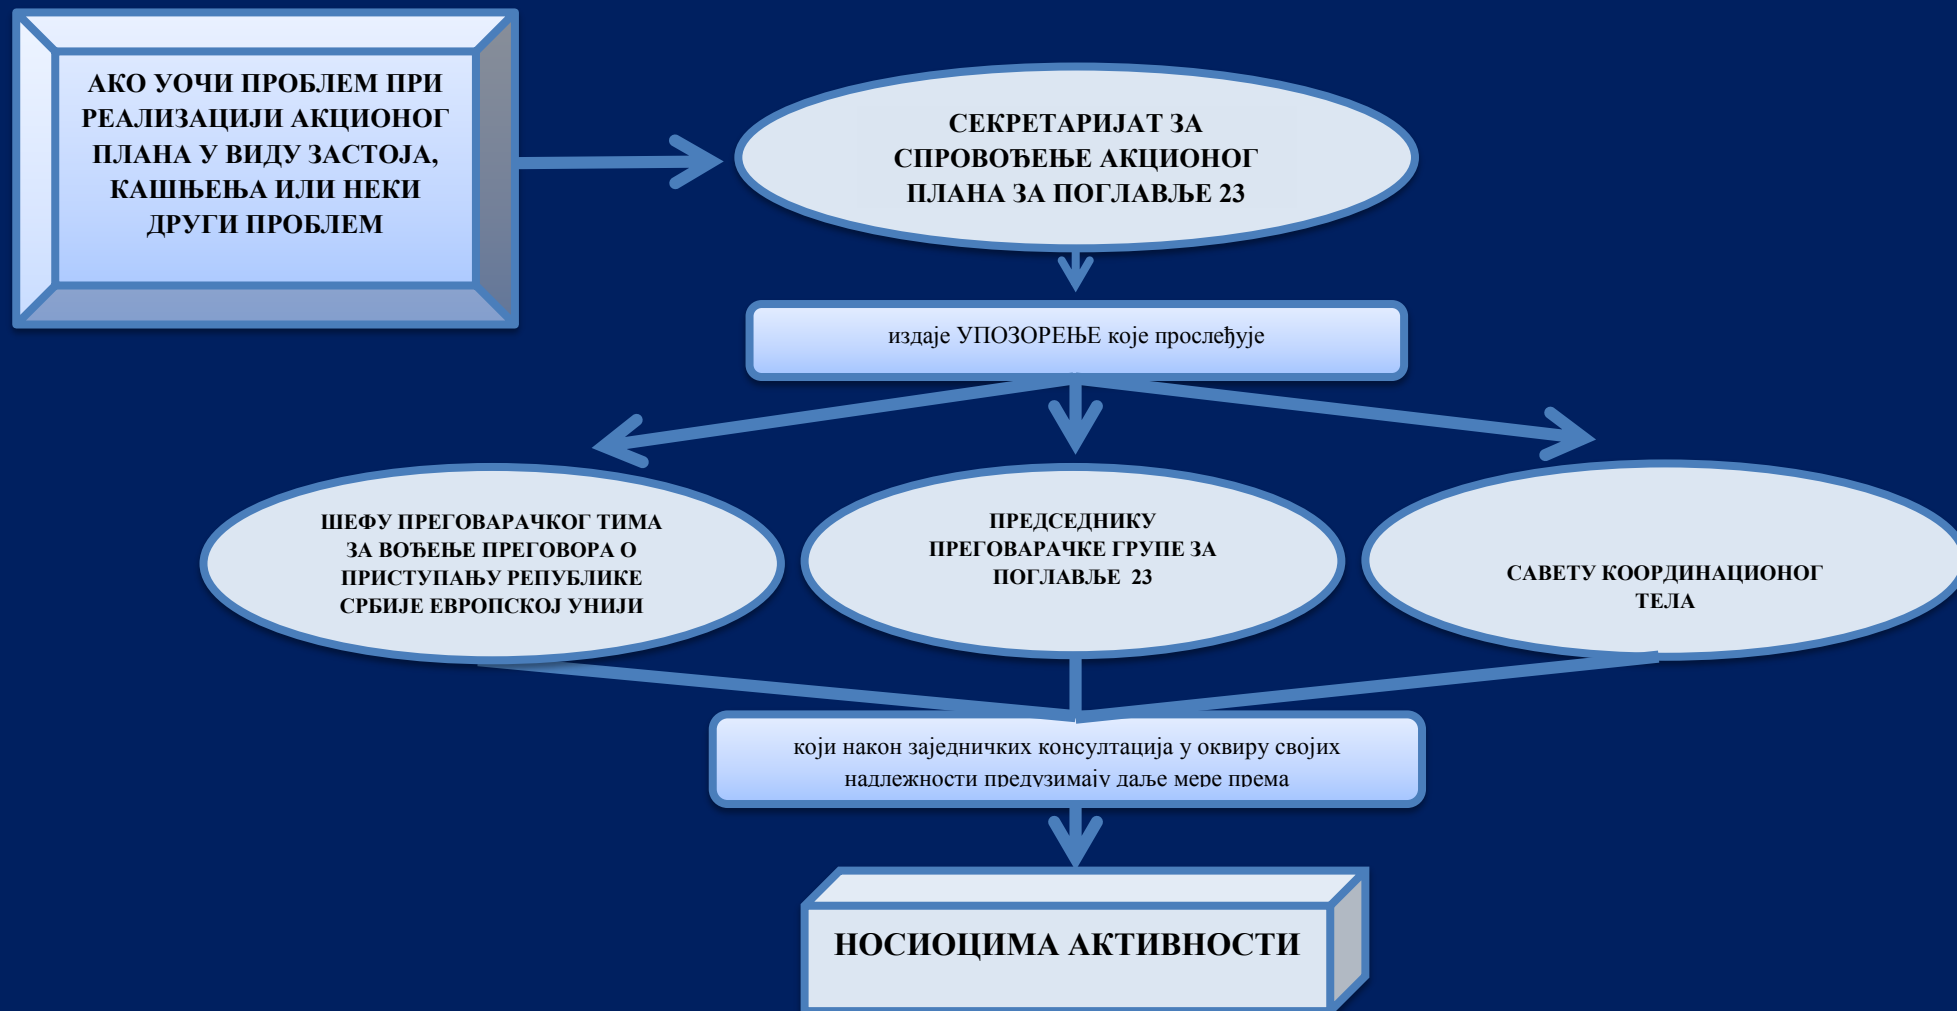 АКО УОЧИ ПРОБЛЕМ ПРИ
РЕАЛИЗАЦИЈИ АКЦИОНОГ
ПЛАНА У ВИДУ ЗАСТОЈА,
КАШЊЕЊА ИЛИ НЕКИ
ДРУГИ ПРОБЛЕМ
СЕКРЕТАРИЈАТ ЗА
СПРОВОЂЕЊЕ АКЦИОНОГ
ПЛАНА ЗА ПОГЛАВЉЕ 23
издаје УПОЗОРЕЊЕ које прослеђује
ШЕФУ ПРЕГОВАРАЧКОГ ТИМА
ЗА ВОЂЕЊЕ ПРЕГОВОРА О
ПРИСТУПАЊУ РЕПУБЛИКЕ
СРБИЈЕ ЕВРОПСКОЈ УНИЈИ
ПРЕДСЕДНИКУ
ПРЕГОВАРАЧКЕ ГРУПЕ ЗА
ПОГЛАВЉЕ 23
САВЕТУ КООРДИНАЦИОНОГ
ТЕЛА
који након заједничких консултација у оквиру својих
надлежности предузимају даље мере према
НОСИОЦИМА АКТИВНОСТИ